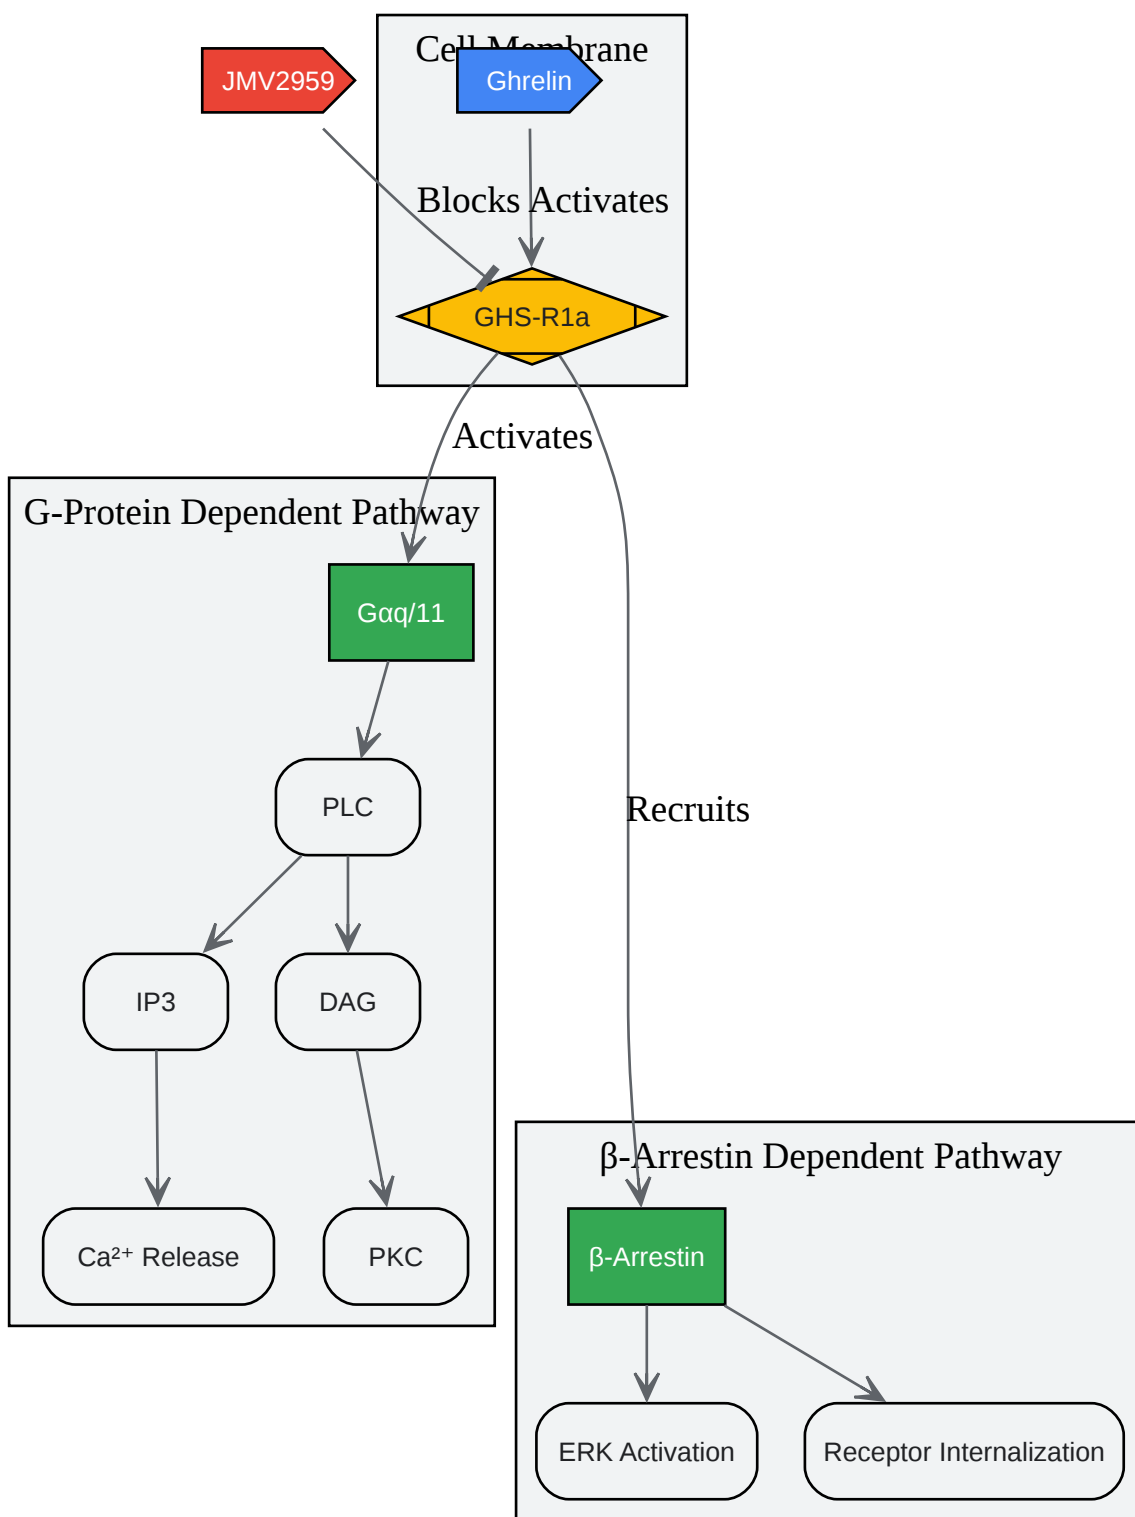 Cell Membrane
JMV2959
Ghrelin
Blocks
Activates
GHS-R1a
Activates
G-Protein Dependent Pathway
Gαq/11
PLC
Recruits
IP3
DAG
β-Arrestin Dependent Pathway
Ca²⁺ Release
PKC
β-Arrestin
ERK Activation
Receptor Internalization